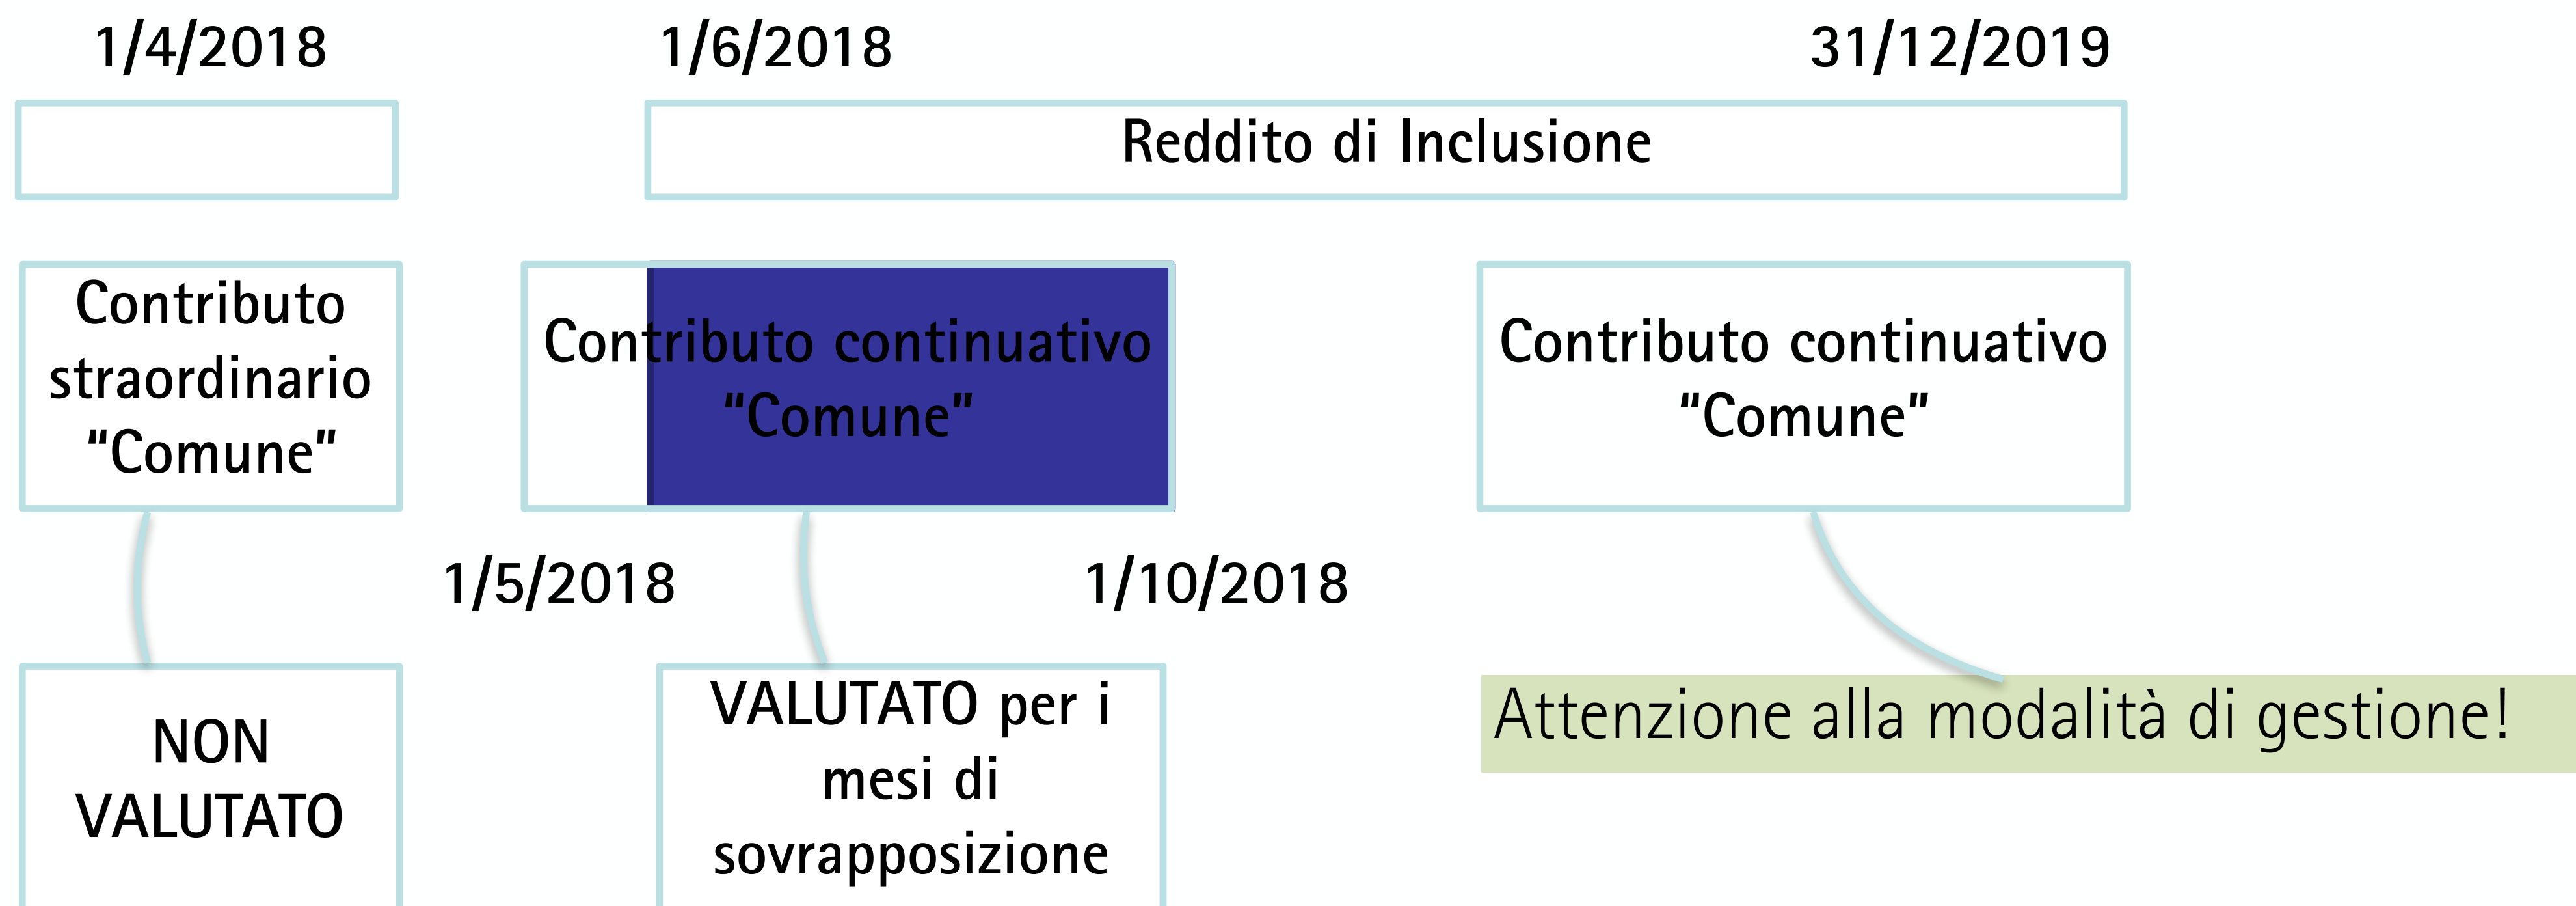 1/4/2018
1/6/2018
31/12/2019
Reddito di Inclusione
Contributo
straordinario
“Comune”
Contributo continuativo
“Comune”
Contributo continuativo
“Comune”
1/5/2018
1/10/2018
NON
VALUTATO
VALUTATO per i
mesi di
sovrapposizione
Attenzione alla modalità di gestione!